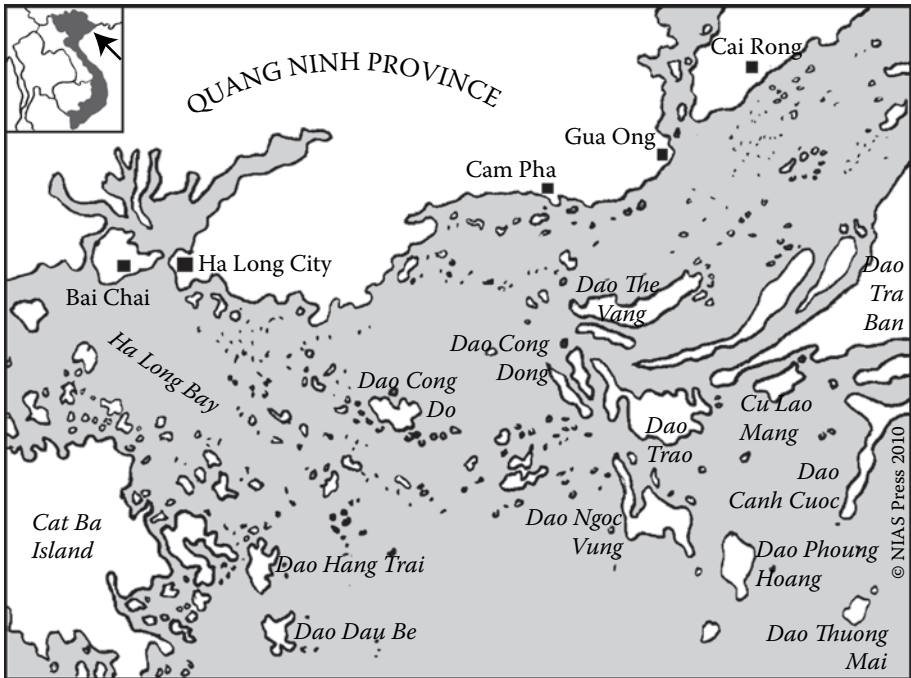 Cai Rong
QUANG NINH PROVINCE
Gua Ong
Cam Pha
Ha Long City
Bai Chai
Dao The
Vang
Dao
Tra
Ban
Ha Long Bay
Dao Cong
Dong
Dao Cong
Do
Cu Lao
Mang
Dao
Trao
Dao
Canh Cuoc
Cat Ba
Island
Dao Ngoc
Vung
Dao Hang Trai
Dao Phoung
Hoang
Dao Dau Be
Dao Thuong
Mai
© NIAS Press 2010